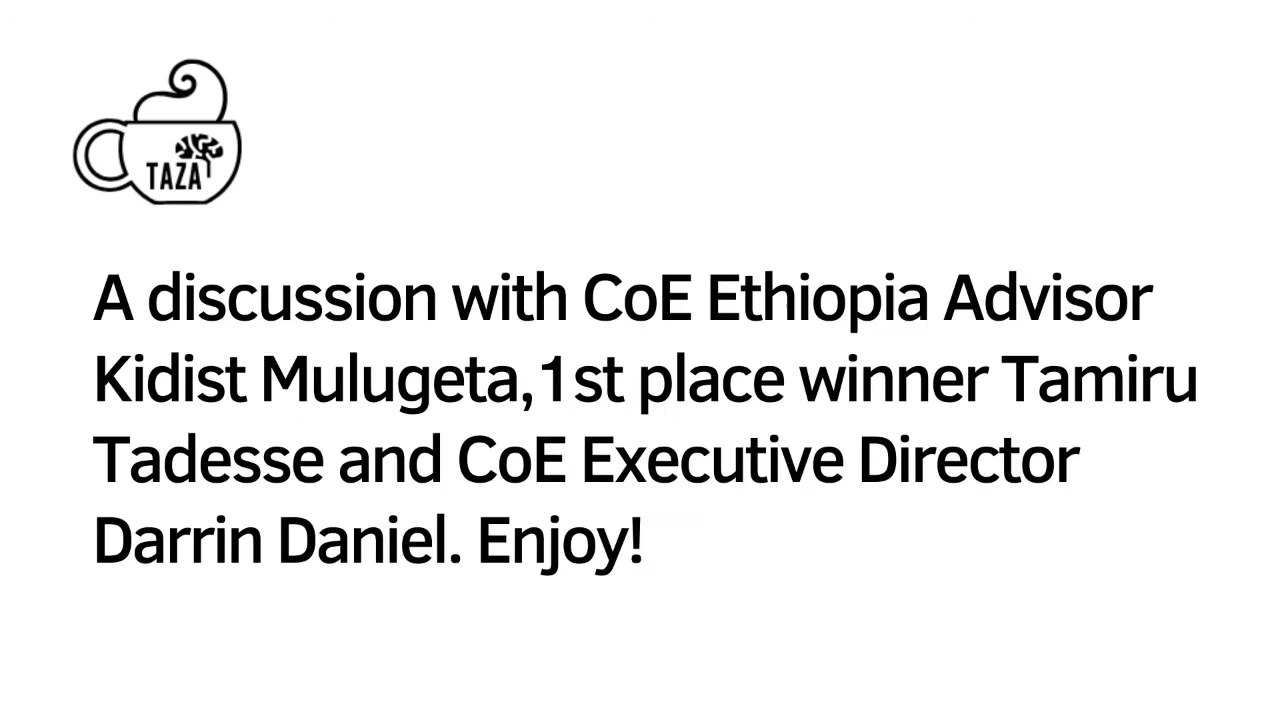 TAZA
A discussion with CoE Ethiopia Advisor
Kidist Mulugeta,1st place winner Tamiru
Tadesse and CoE Executive Director
Darrin Daniel. Enjoy!